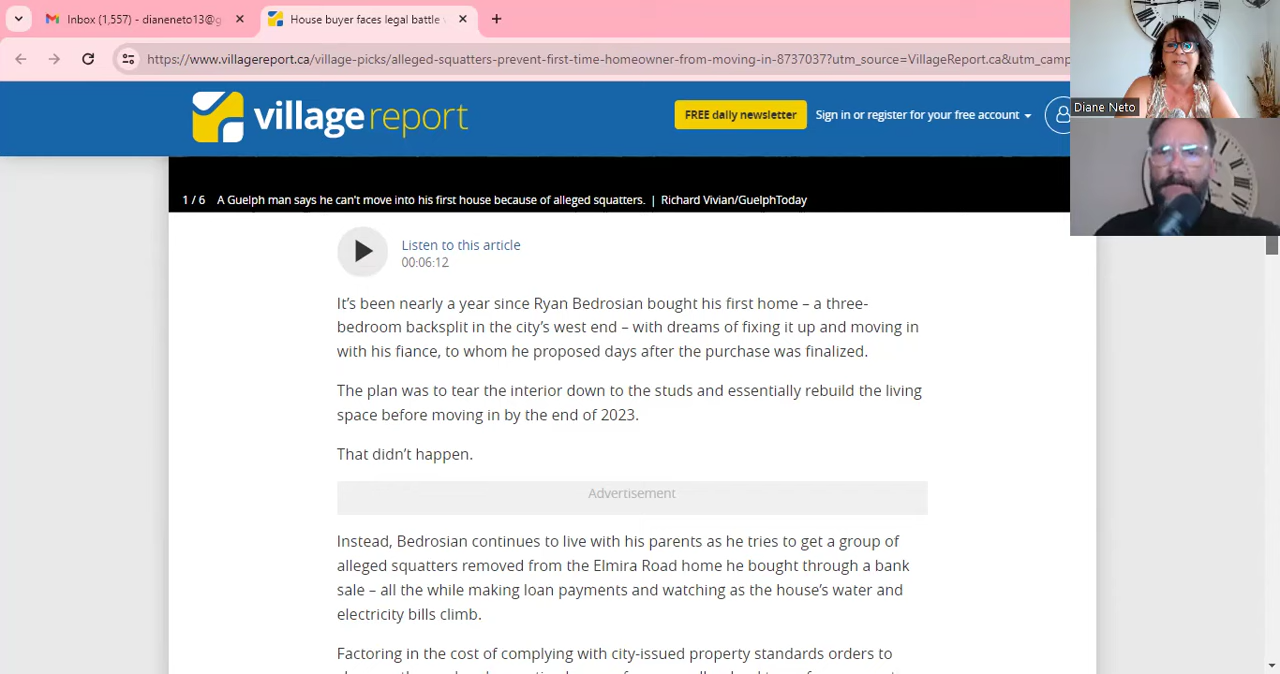 Inbox (1,557) - dianeneto13@g
House buyer faces legal battle
https://www.villagereport.ca/village-picks/alleged-squatters-prevent-first-time-homeowner-from-moving-in-8737037?utm_source=VillageReport.ca&utm_camp
village report
FREE daily newsletter
Sign in or register for your free account
Diane Neto
1 / 6 A Guelph man says he can't move into his first house because of alleged squatters. | Richard Vivian/GuelphToday
Listen to this article
00:06:12
It’s been nearly a year since Ryan Bedrosian bought his first home – a three-
bedroom backsplit in the city’s west end – with dreams of fixing it up and moving in
with his fiance, to whom he proposed days after the purchase was finalized.
The plan was to tear the interior down to the studs and essentially rebuild the living
space before moving in by the end of 2023.
That didn’t happen.
Advertisement
Instead, Bedrosian continues to live with his parents as he tries to get a group of
alleged squatters removed from the Elmira Road home he bought through a bank
sale – all the while making loan payments and watching as the house’s water and
electricity bills climb.
Factoring in the cost of complying with city-issued property standards orders to